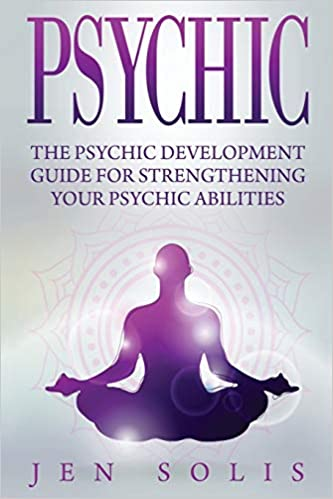 PSYCHIC
THE PSYCHIC DEVELOPMENT
GUIDE FOR STRENGTHENING
YOUR PSYCHIC ABILITIES
JEN SOLIS